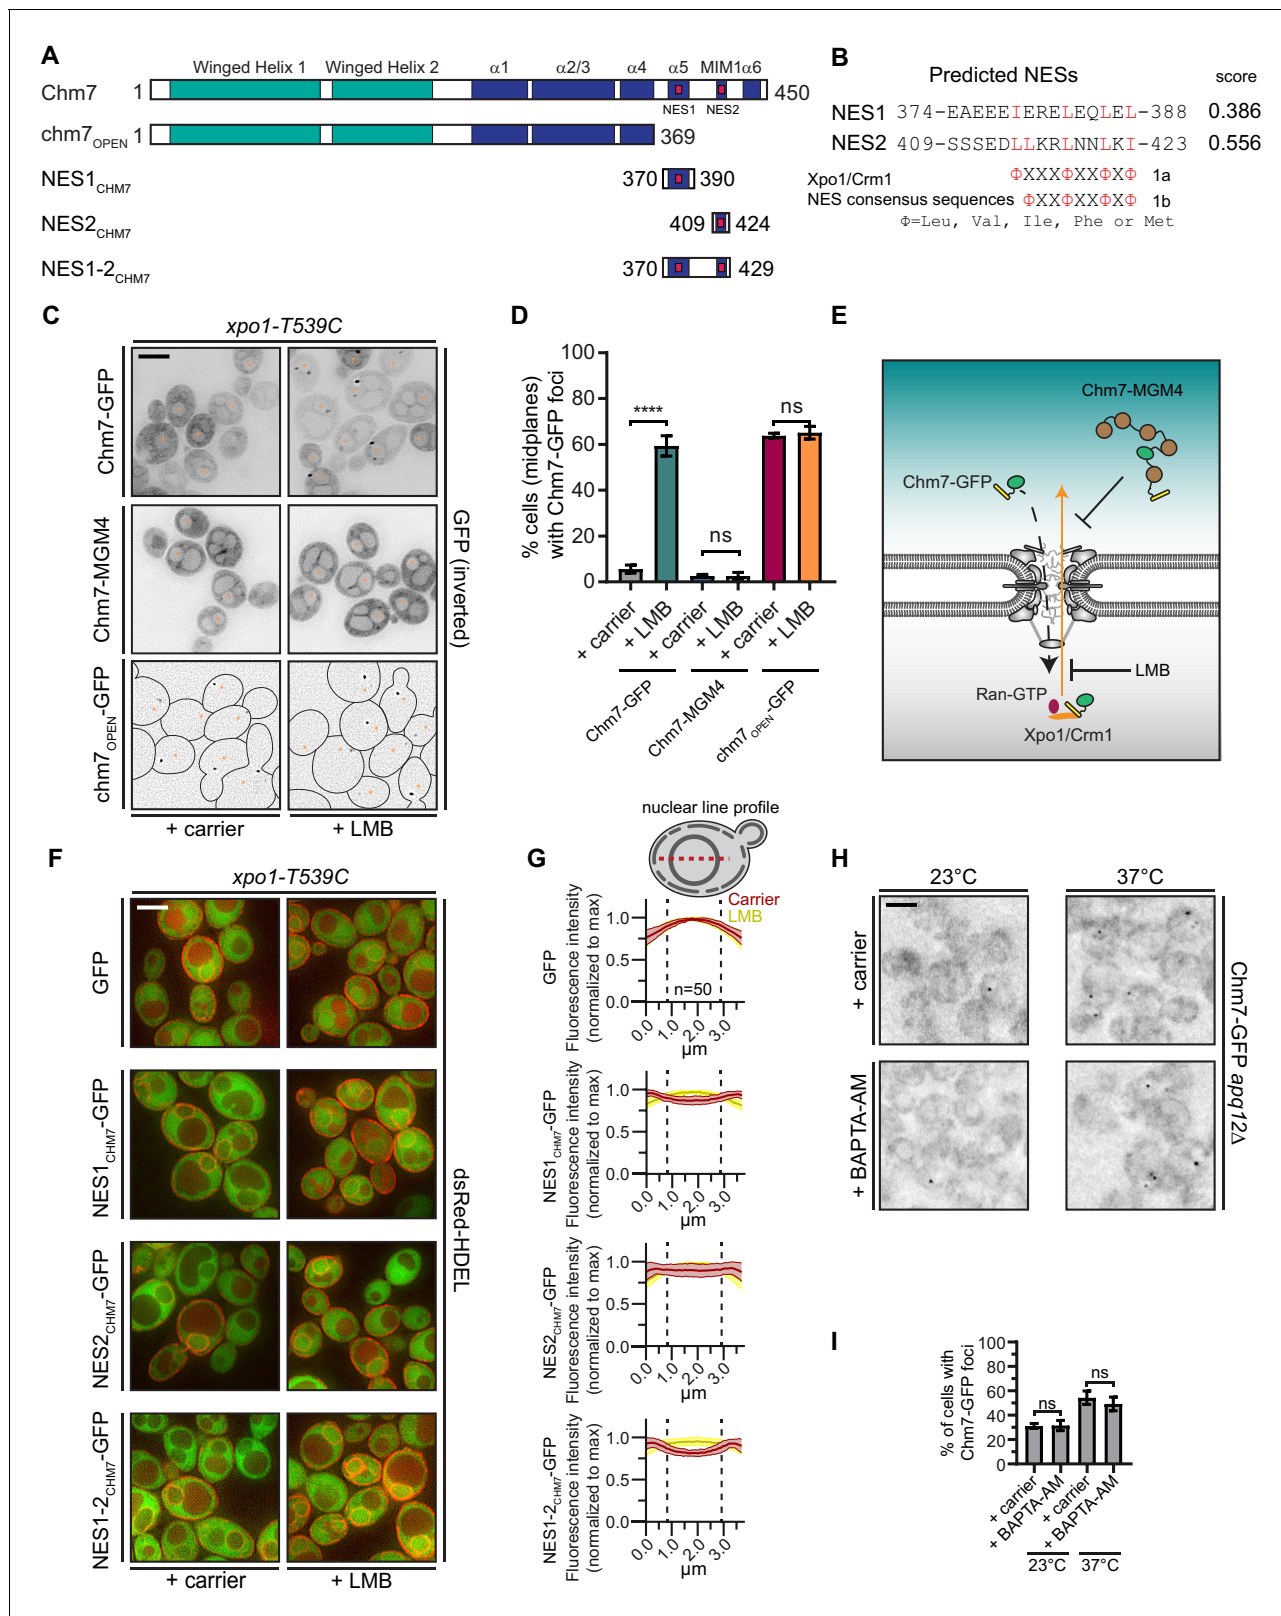 A
Winged Helix 1 Winged Helix 2 α1 α2/3 α4 α5 MIM1 α6
Chm7 1 450
NES1 NES2
chm7OPEN 1 369
NES1CHM7 370 390
NES2CHM7 409 424
NES1-2CHM7 370 429
B
Predicted NESs score
NES1 374-EAEEEIERELEQLEL-388 0.386
NES2 409-SSSEDLLKRLNNLKI-423 0.556
Xpo1/Crm1 ΦXXXΦXXΦXΦ 1a
NES consensus sequences ΦXXΦXXΦXΦ 1b
Φ=Leu, Val, Ile, Phe or Met
C
xpo1-T539C
Chm7-GFP
Chm7-MGM4
chm7OPEN-GFP
GFP (inverted)
+ carrier + LMB
D
% cells (midplanes)
with Chm7-GFP foci
100
80
60
40
20
0
**** ns ns
+ carrier + LMB + carrier + LMB + carrier + LMB
Chm7-GFP Chm7-MGM4 chm7OPEN-GFP
E
Chm7-MGM4
Chm7-GFP
LMB
Ran-GTP
Xpo1/Crm1
F
xpo1-T539C
GFP
NES1CHM7-GFP
NES2CHM7-GFP
NES1-2CHM7-GFP
dsRed-HDEL
+ carrier + LMB
G
nuclear line profile
Carrier
LMB
GFP
Fluorescence intensity
(normalized to max)
1.0
0.5
0.0
n=50
0.0 1.0 2.0 3.0
µm
NES1CHM7-GFP
Fluorescence intensity
(normalized to max)
1.0
0.5
0.0
0.0 1.0 2.0 3.0
µm
NES2CHM7-GFP
Fluorescence intensity
(normalized to max)
1.0
0.5
0.0
0.0 1.0 2.0 3.0
µm
NES1-2CHM7-GFP
Fluorescence intensity
(normalized to max)
1.0
0.5
0.0
0.0 1.0 2.0 3.0
µm
H
23°C 37°C
+ carrier
+ BAPTA-AM
Chm7-GFP apq12Δ
I
% of cells with
Chm7-GFP foci
100
80
60
40
30
20
0
ns ns
+ carrier + BAPTA-AM + carrier + BAPTA-AM
23°C 37°C